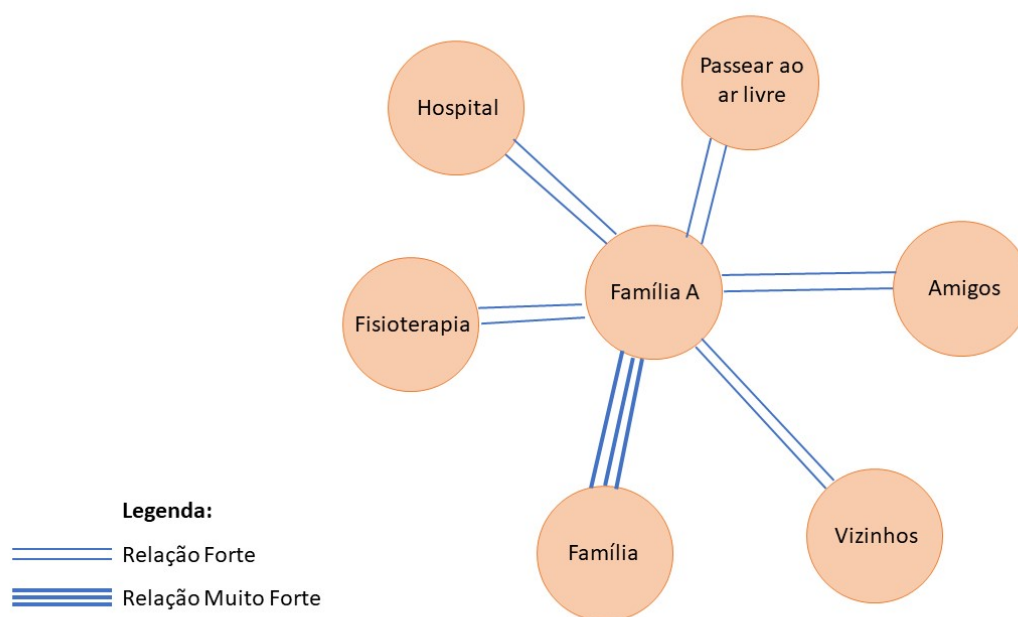 Passear ao
ar livre
Hospital
Família A
Amigos
Fisioterapia
Família
Vizinhos
Legenda:
Relação Forte
Relação Muito Forte